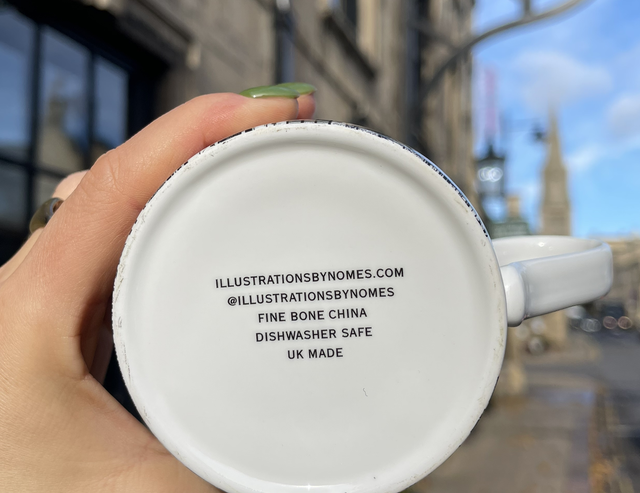 ILLUSTRATIONSBYNOMES.COM
@ILLUSTRATIONSBYNOMES
FINE BONE CHINA
DISHWASHER SAFE
UK MADE